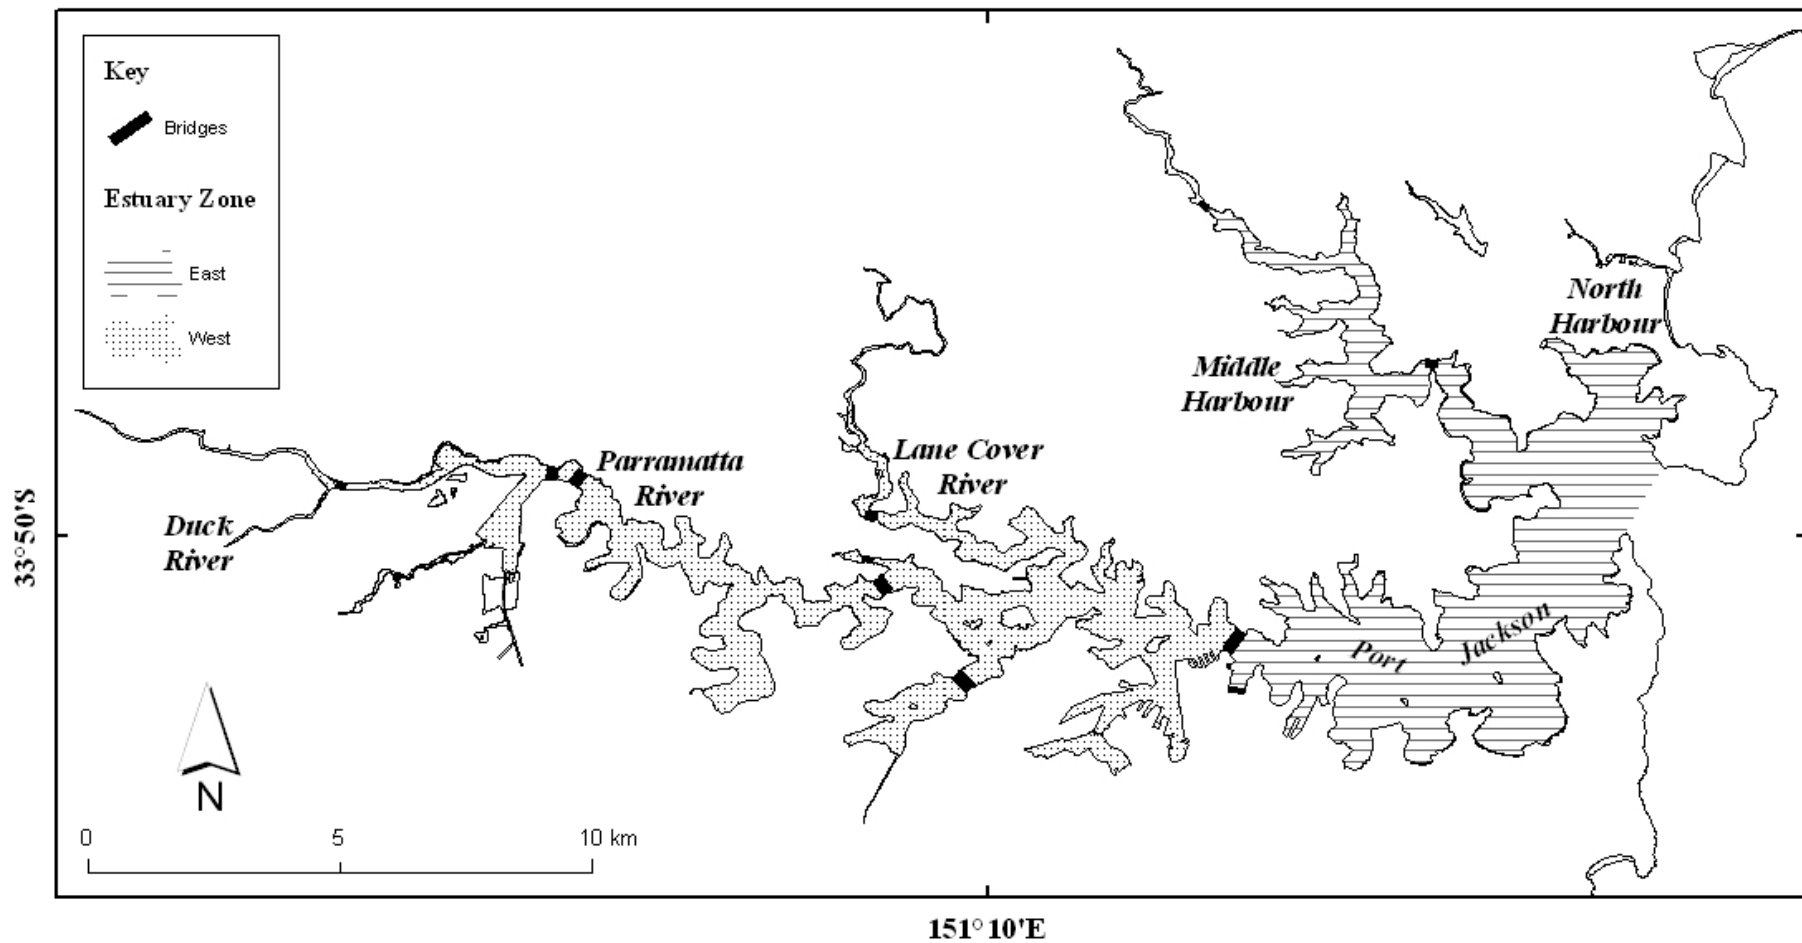 Key
Bridges
Estuary Zone
East
West
North
Harbour
Middle
Harbour
Lane Cover
River
Parramatta
River
Duck
River
Port Jackson
33°50'S
N
0 5 10 km
151°10'E